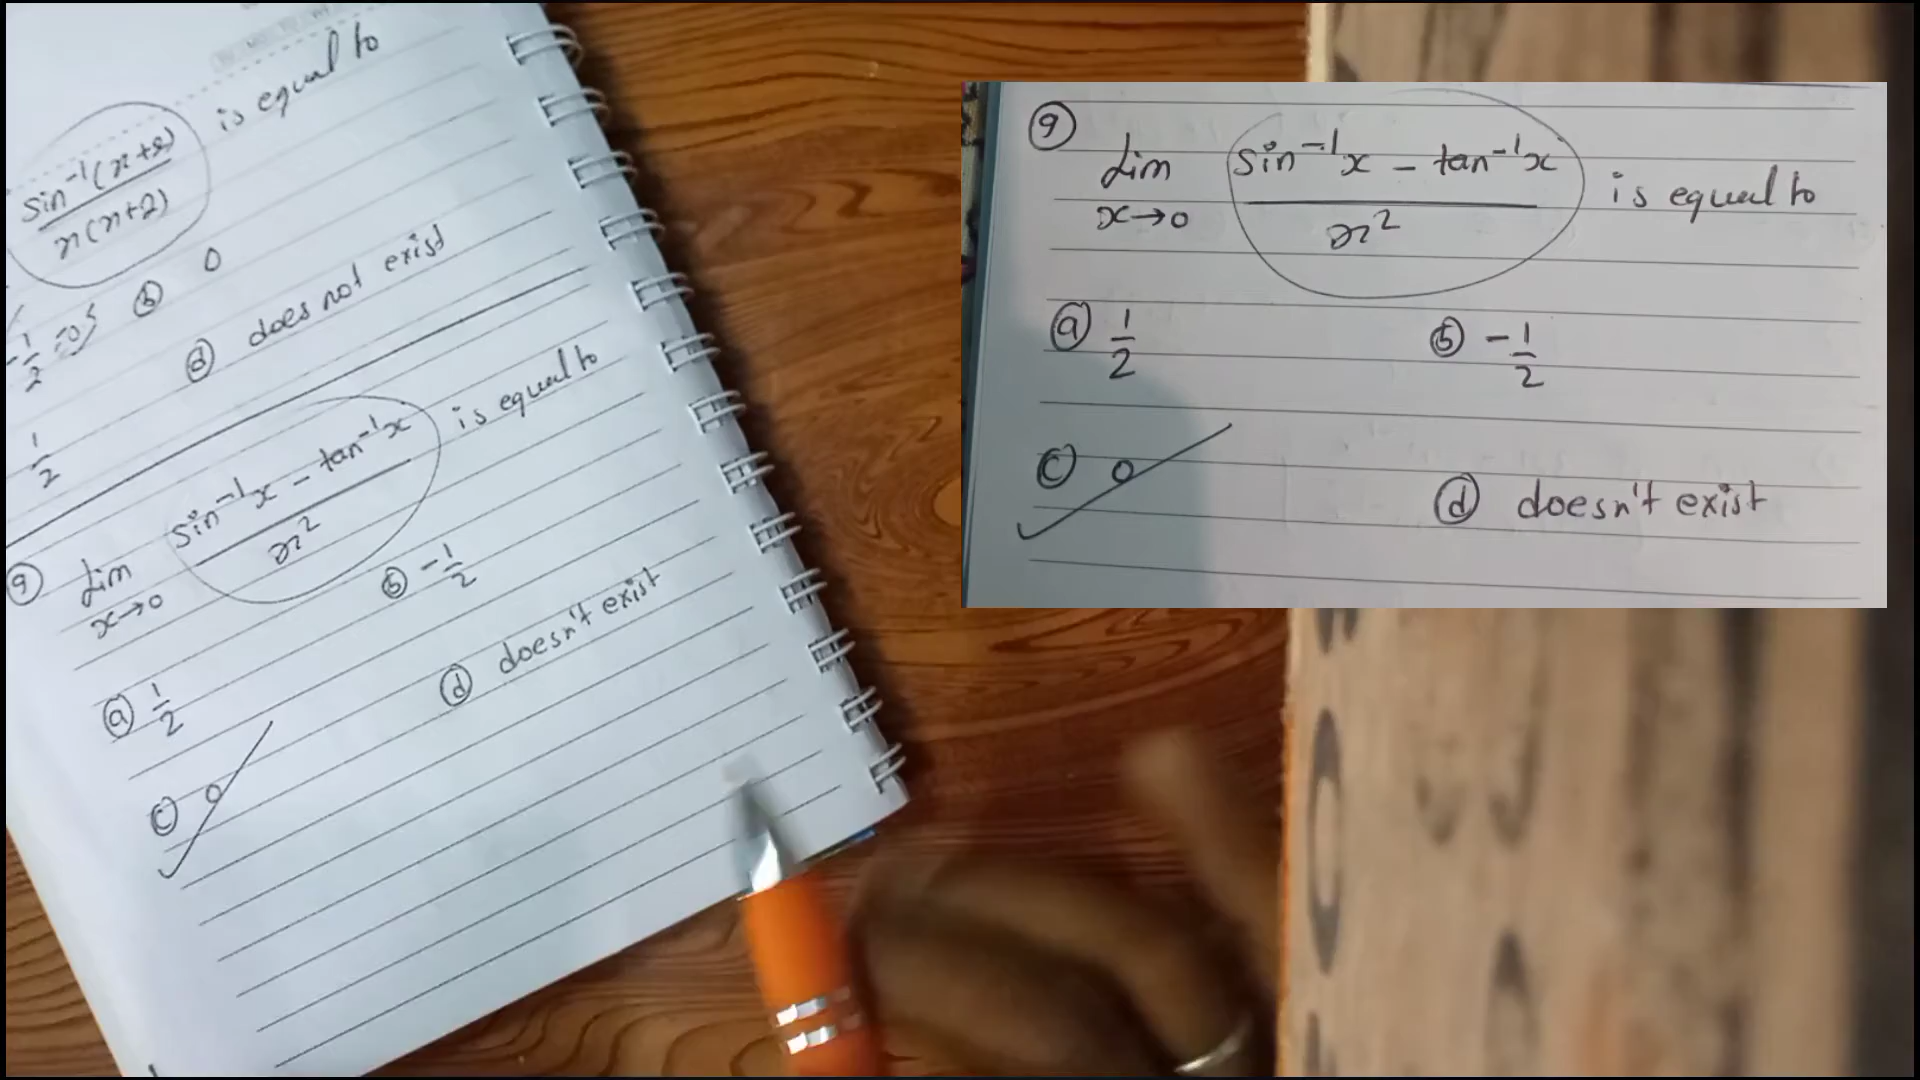 is equal to
sin⁻¹(x+2)
x(x+2)
-1/2
ⓑ 0
1/2
ⓓ does not exist
⑨ Lim x→0 sin⁻¹x - tan⁻¹x / x² is equal to
ⓐ 1/2 ⓑ -1/2
ⓒ 0 ⓓ doesn't exist
⑨ Lim x→0 sin⁻¹x - tan⁻¹x / x² is equal to
ⓐ 1/2 ⓑ -1/2
ⓒ 0 ⓓ doesn't exist